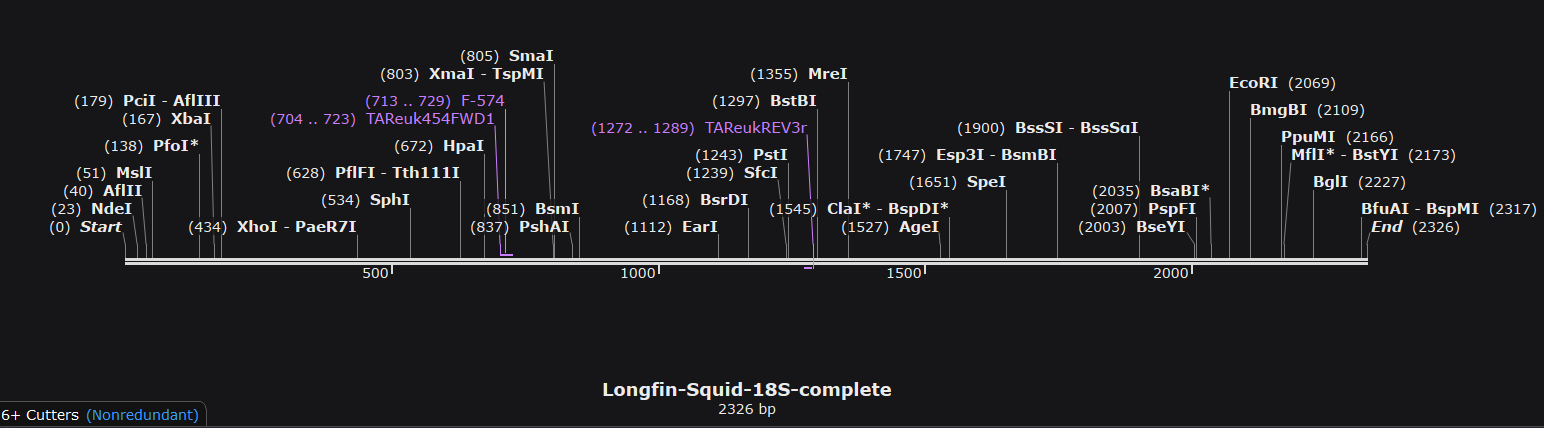 (805) SmaI
(803) XmaI - TspMI
(1355) MreI
EcoRI (2069)
(179) PciI - AflIII
(713 .. 729) F-574
(1297) BstBI
BmgBI (2109)
(167) XbaI
(704 .. 723) TAReuk454FWD1
(1272 .. 1289) TAReukREV3r
(1900) BssSI - BssSαI
PpuMI (2166)
(138) PfoI*
(672) HpaI
(1243) PstI
(1747) Esp3I - BsmBI
MflI* - BstYI (2173)
(51) MslI
(628) PflFI - Tth111I
(1239) SfcI
(1651) SpeI
BglI (2227)
(40) AflII
(534) SphI
(1168) BsrDI
(2035) BsaBI*
(23) NdeI
(851) BsmI
(1545) ClaI* - BspDI*
(2007) PspFI
BfuAI - BspMI (2317)
(0) Start
(434) XhoI - PaeR7I
(837) PshAI
(1112) EarI
(1527) AgeI
(2003) BseYI
End (2326)
500
1000
1500
2000
Longfin-Squid-18S-complete
2326 bp
6+ Cutters (Nonredundant)